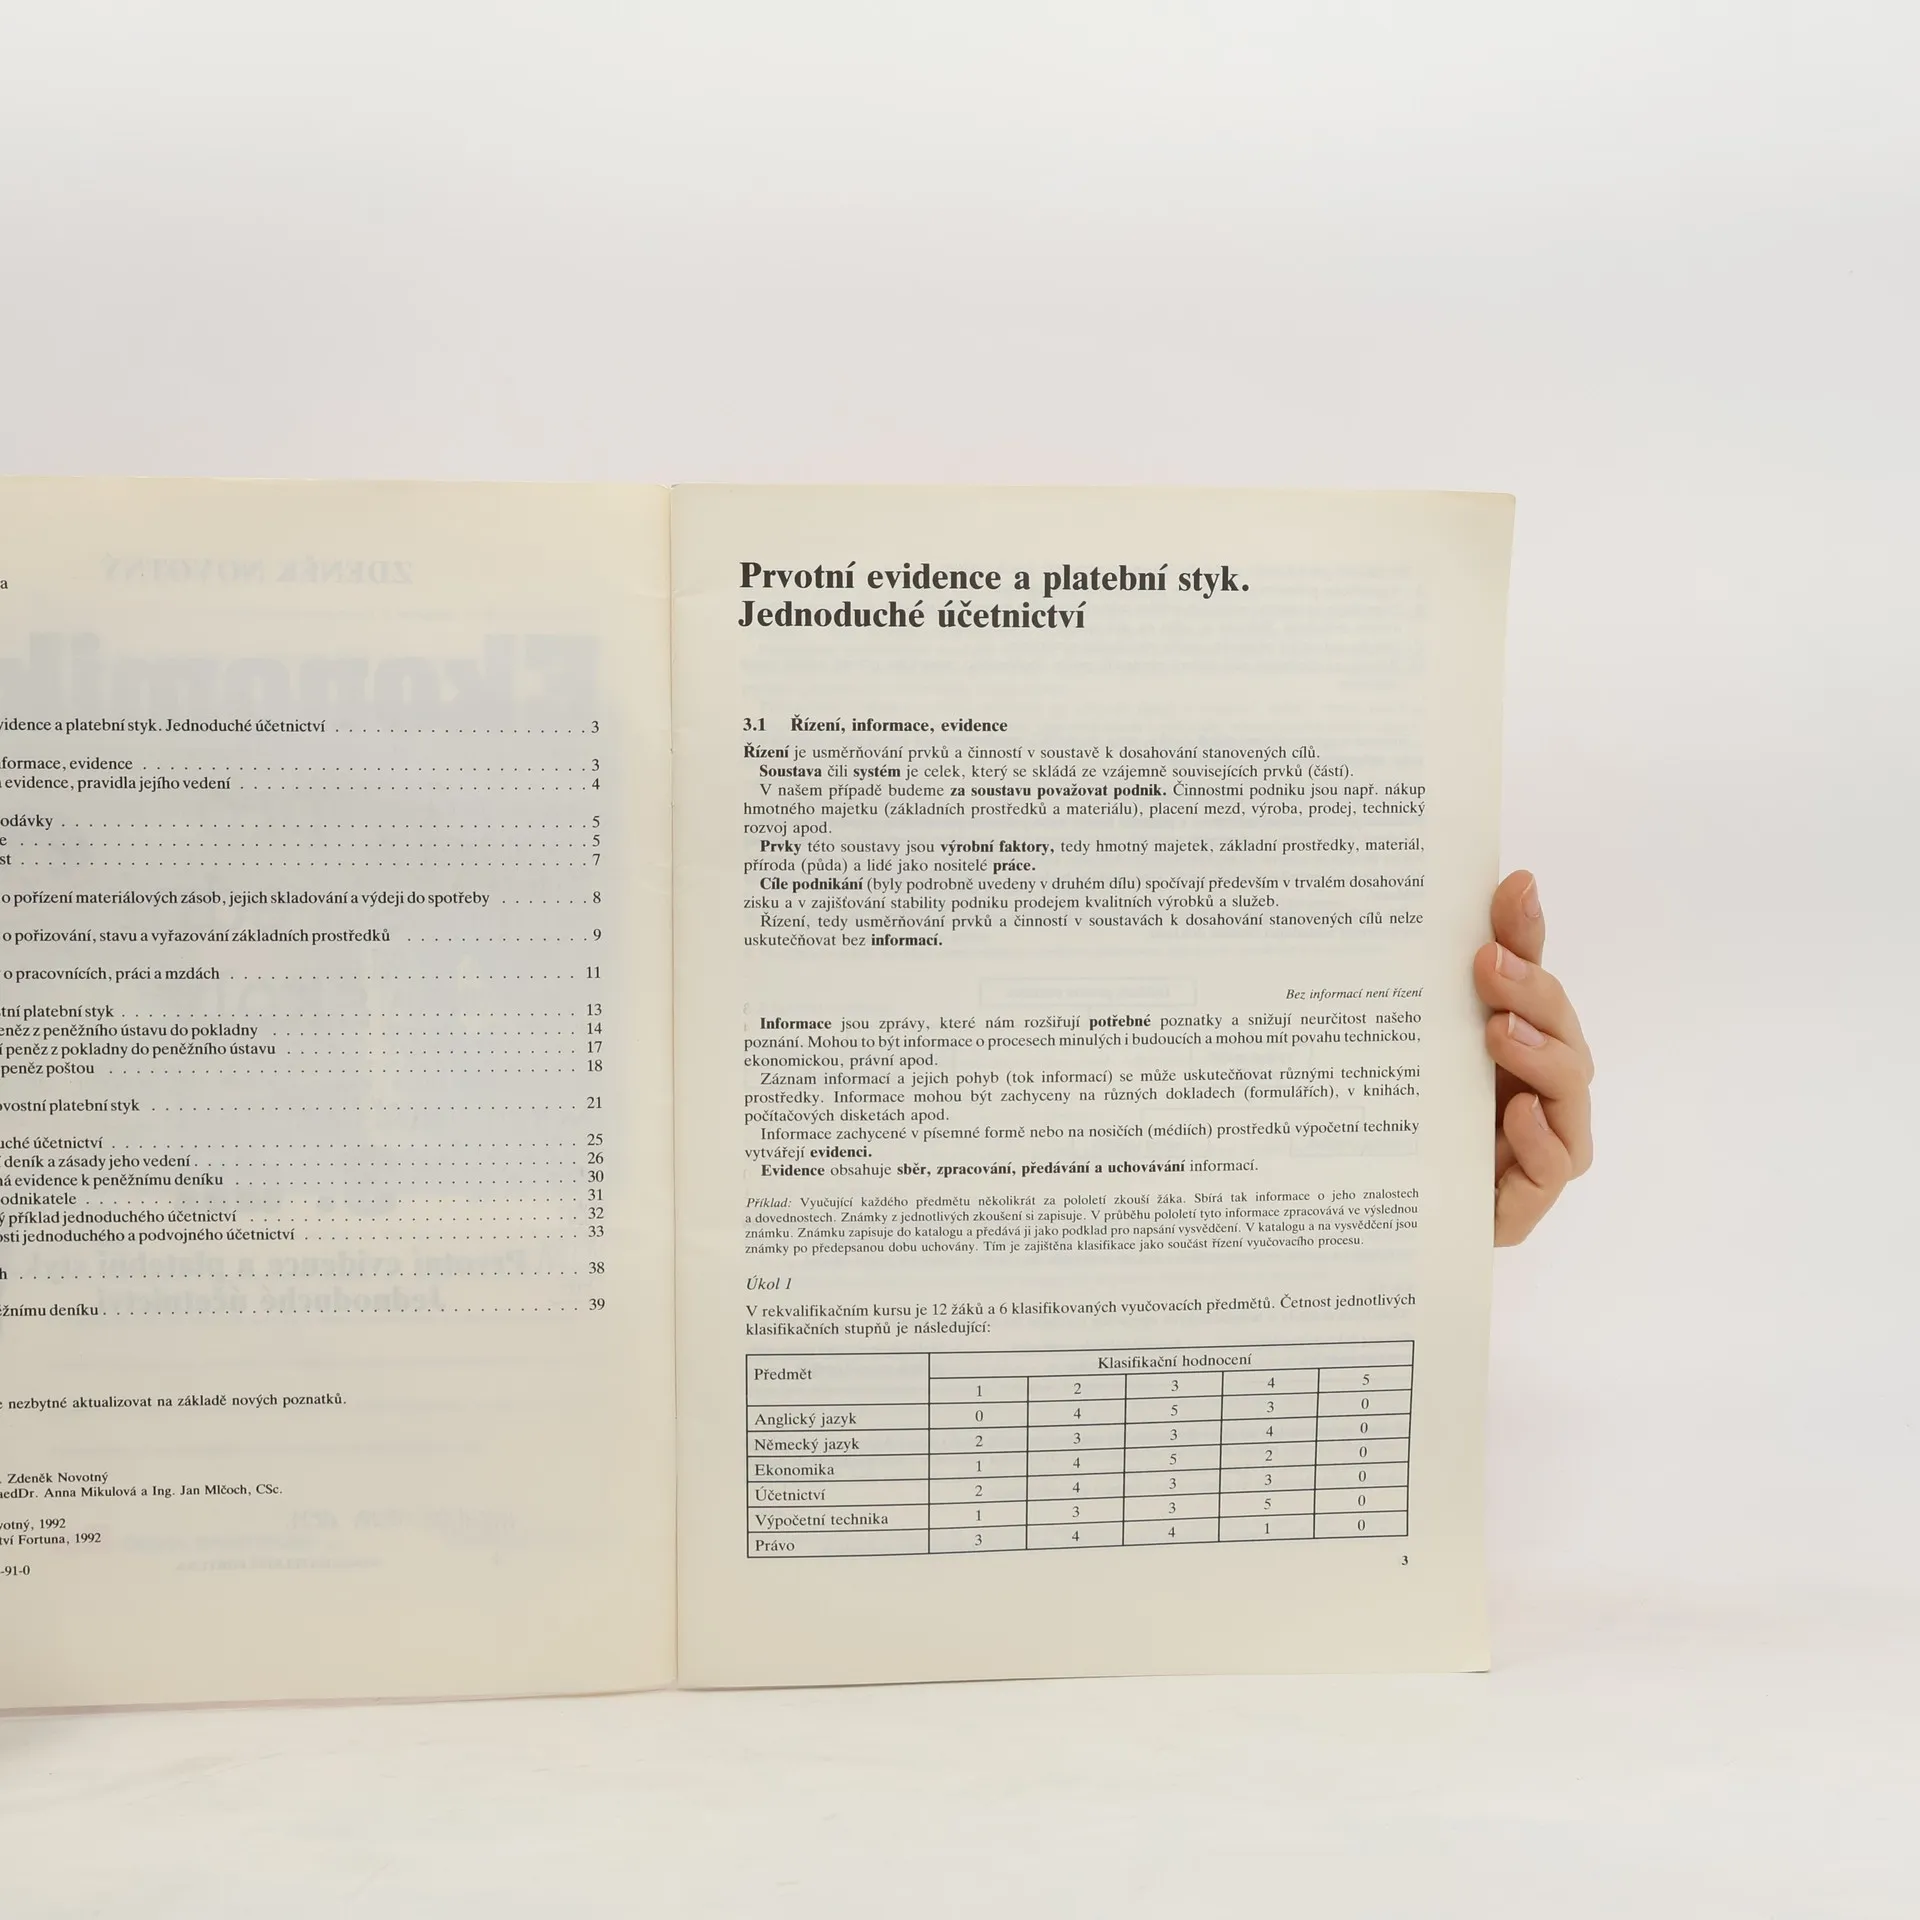 a
vidence a platební styk. Jednoduché účetnictví . . . . . . . . . . . . . . . . . . . 3
formace, evidence . . . . . . . . . . . . . . . . . . . . . . . . . . . . . . . . . 3
evidence, pravidla jejího vedení . . . . . . . . . . . . . . . . . . . . . . . . . . 4
odávky . . . . . . . . . . . . . . . . . . . . . . . . . . . . . . . . . . . . . . . 5
e . . . . . . . . . . . . . . . . . . . . . . . . . . . . . . . . . . . . . . . . . . 5
st . . . . . . . . . . . . . . . . . . . . . . . . . . . . . . . . . . . . . . . . . . 7
o pořízení materiálových zásob, jejich skladování a výdeji do spotřeby . . . . . . . 8
o pořizování, stavu a vyřazování základních prostředků . . . . . . . . . . . . . . 9
o pracovnících, práci a mzdách . . . . . . . . . . . . . . . . . . . . . . . . . . 11
tní platební styk . . . . . . . . . . . . . . . . . . . . . . . . . . . . . . . . . . 13
eněz z peněžního ústavu do pokladny . . . . . . . . . . . . . . . . . . . . . . . 14
í peněz z pokladny do peněžního ústavu . . . . . . . . . . . . . . . . . . . . . . 17
peněz poštou . . . . . . . . . . . . . . . . . . . . . . . . . . . . . . . . . . . 18
ovostní platební styk . . . . . . . . . . . . . . . . . . . . . . . . . . . . . . . . 21
uché účetnictví . . . . . . . . . . . . . . . . . . . . . . . . . . . . . . . . . . . 25
deník a zásady jeho vedení . . . . . . . . . . . . . . . . . . . . . . . . . . . . . 26
ná evidence k peněžnímu deníku . . . . . . . . . . . . . . . . . . . . . . . . . . 30
odnikatele . . . . . . . . . . . . . . . . . . . . . . . . . . . . . . . . . . . . . 31
ý příklad jednoduchého účetnictví . . . . . . . . . . . . . . . . . . . . . . . . . 32
osti jednoduchého a podvojného účetnictví . . . . . . . . . . . . . . . . . . . . . 33
h . . . . . . . . . . . . . . . . . . . . . . . . . . . . . . . . . . . . . . . . . . 38
ěžnímu deníku . . . . . . . . . . . . . . . . . . . . . . . . . . . . . . . . . . . 39
e nezbytné aktualizovat na základě nových poznatků.
. Zdeněk Novotný
aedDr. Anna Mikulová a Ing. Jan Mlčoch, CSc.
votný, 1992
tví Fortuna, 1992
-91-0
Prvotní evidence a platební styk.
Jednoduché účetnictví
3.1 Řízení, informace, evidence
Řízení je usměrňování prvků a činností v soustavě k dosahování stanovených cílů.
Soustava čili systém je celek, který se skládá ze vzájemně souvisejících prvků (částí).
V našem případě budeme za soustavu považovat podnik. Činnostmi podniku jsou např. nákup
hmotného majetku (základních prostředků a materiálu), placení mezd, výroba, prodej, technický
rozvoj apod.
Prvky této soustavy jsou výrobní faktory, tedy hmotný majetek, základní prostředky, materiál,
příroda (půda) a lidé jako nositelé práce.
Cíle podnikání (byly podrobně uvedeny v druhém dílu) spočívají především v trvalém dosahování
zisku a v zajišťování stability podniku prodejem kvalitních výrobků a služeb.
Řízení, tedy usměrňování prvků a činností v soustavách k dosahování stanovených cílů nelze
uskutečňovat bez informací.
Bez informací není řízení
Informace jsou zprávy, které nám rozšiřují potřebné poznatky a snižují neurčitost našeho
poznání. Mohou to být informace o procesech minulých i budoucích a mohou mít povahu technickou,
ekonomickou, právní apod.
Záznam informací a jejich pohyb (tok informací) se může uskutečňovat různými technickými
prostředky. Informace mohou být zachyceny na různých dokladech (formulářích), v knihách,
počítačových disketách apod.
Informace zachycené v písemné formě nebo na nosičích (médiích) prostředků výpočetní techniky
vytvářejí evidenci.
Evidence obsahuje sběr, zpracování, předávání a uchovávání informací.
Příklad: Vyučující každého předmětu několikrát za pololetí zkouší žáka. Sbírá tak informace o jeho znalostech
a dovednostech. Známky z jednotlivých zkoušení si zapisuje. V průběhu pololetí tyto informace zpracovává ve výslednou
známku. Známku zapisuje do katalogu a předává ji jako podklad pro napsání vysvědčení. V katalogu a na vysvědčení jsou
známky po předepsanou dobu uchovány. Tím je zajištěna klasifikace jako součást řízení vyučovacího procesu.
Úkol 1
V rekvalifikačním kursu je 12 žáků a 6 klasifikovaných vyučovacích předmětů. Četnost jednotlivých
klasifikačních stupňů je následující:
Předmět Klasifikační hodnocení
1 2 3 4 5
Anglický jazyk 0 4 5 3 0
Německý jazyk 2 3 3 4 0
Ekonomika 1 4 5 2 0
Účetnictví 2 4 3 3 0
Výpočetní technika 1 3 3 5 0
Právo 3 4 4 1 0
3